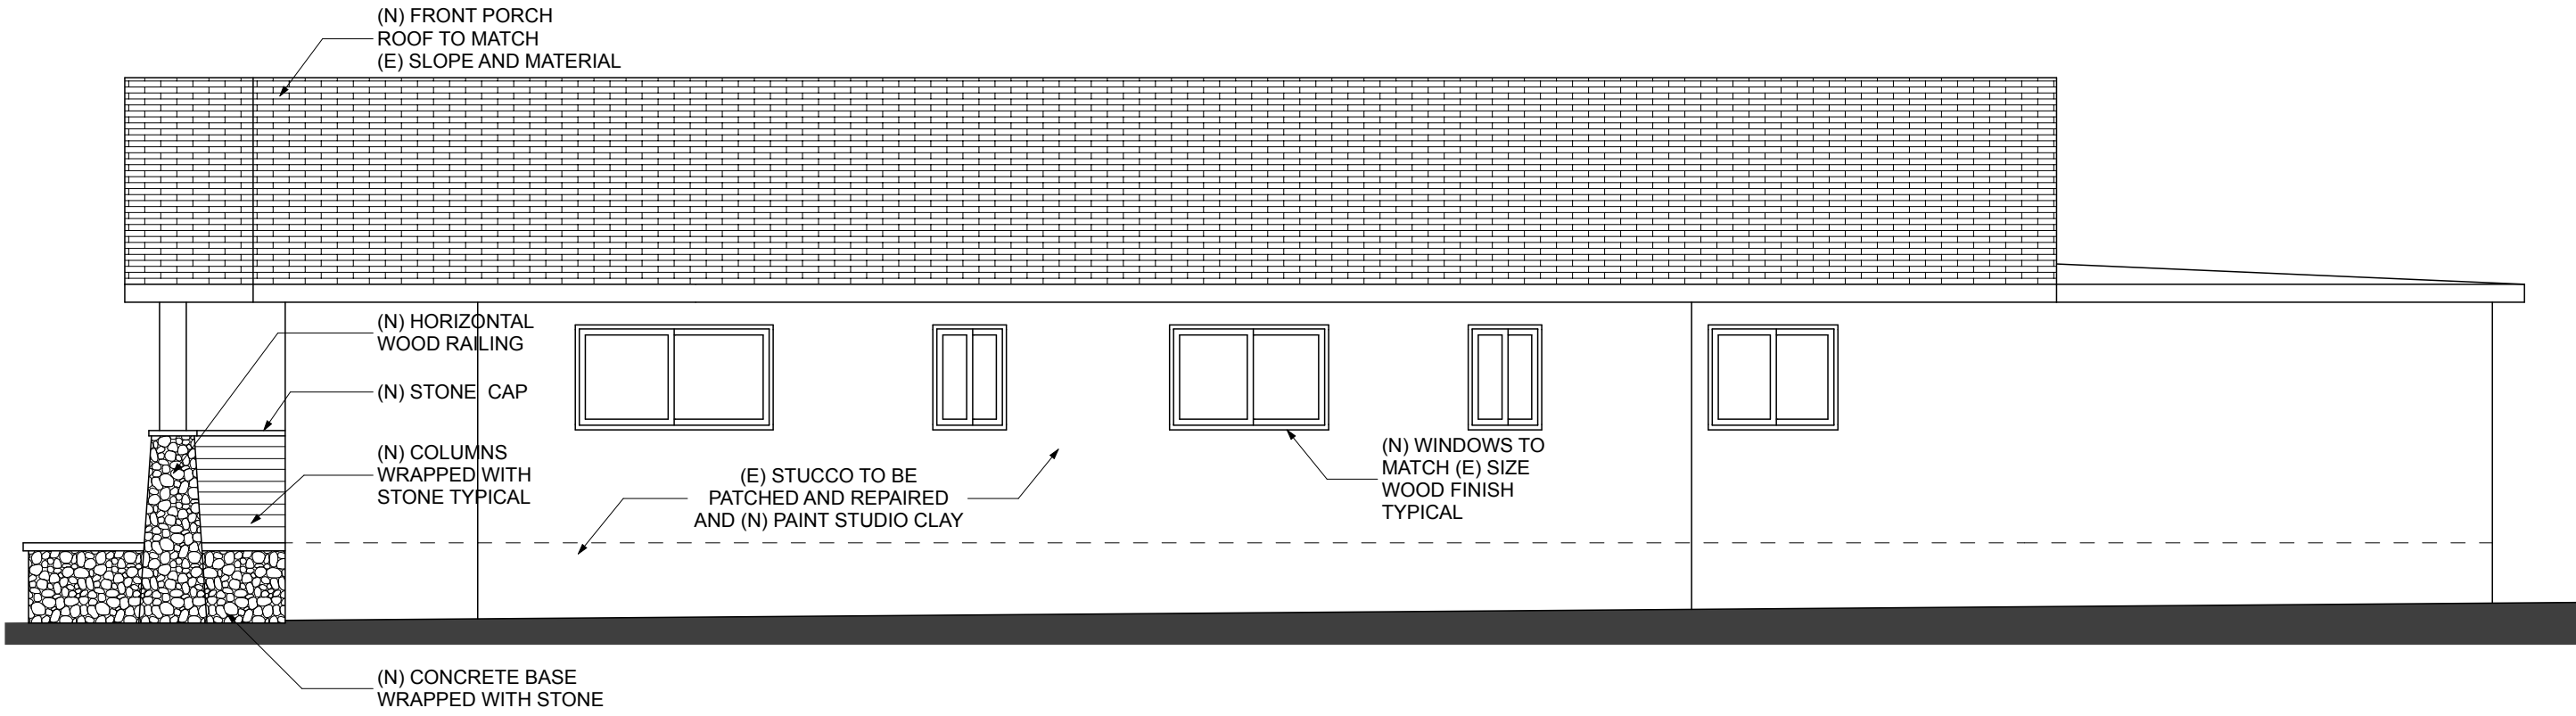 (N) FRONT PORCH
ROOF TO MATCH
(E) SLOPE AND MATERIAL
(N) HORIZONTAL
WOOD RAILING
(N) STONE CAP
(N) COLUMNS
WRAPPED WITH
STONE TYPICAL
(E) STUCCO TO BE
PATCHED AND REPAIRED
AND (N) PAINT STUDIO CLAY
(N) WINDOWS TO
MATCH (E) SIZE
WOOD FINISH
TYPICAL
(N) CONCRETE BASE
WRAPPED WITH STONE